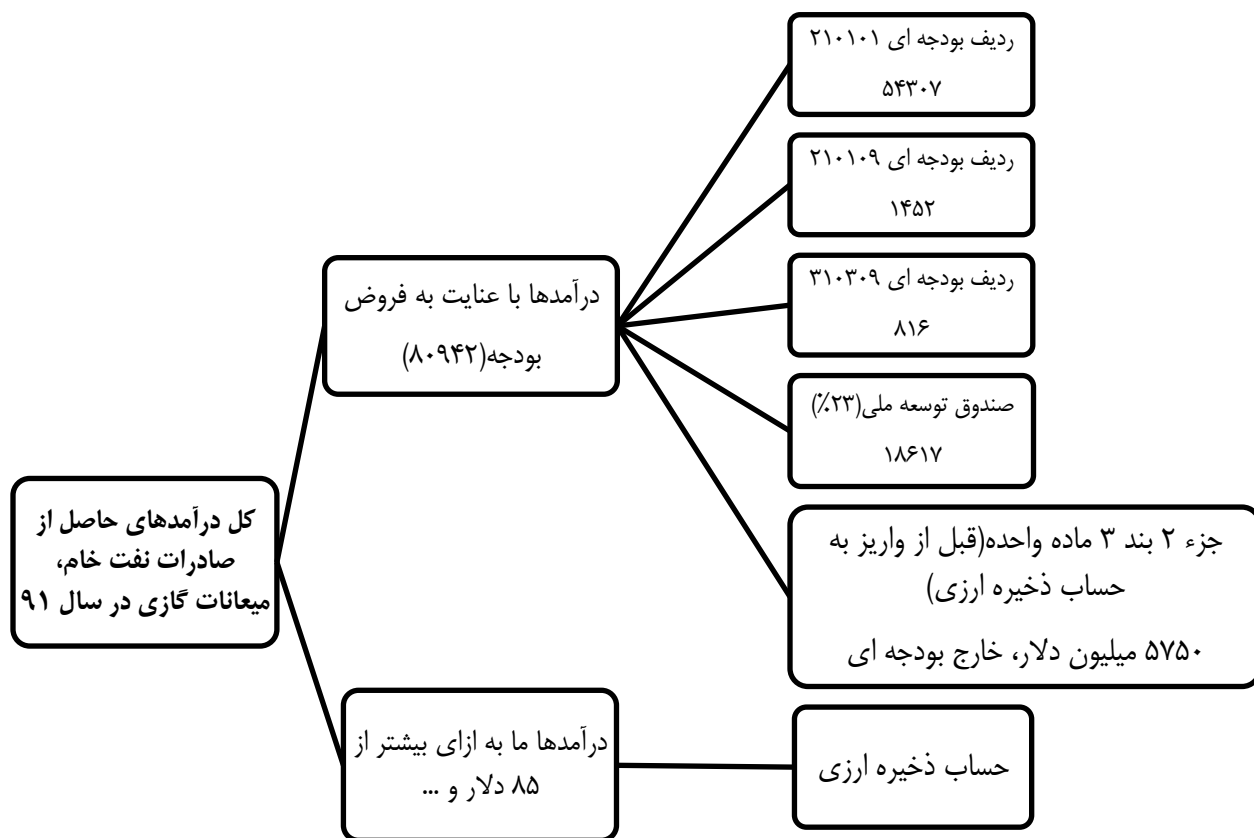 کل درآمدهای حاصل از
صادرات نفت خام،
میعانات گازی در سال ۹۱
درآمدها با عنایت به فروض
بودجه(۸۰۹۴۲)
ردیف بودجه ای ۲۱۰۱۰۱
۵۴۳۰۷
ردیف بودجه ای ۲۱۰۱۰۹
۱۴۵۲
ردیف بودجه ای ۳۱۰۳۰۹
۸۱۶
صندوق توسعه ملی(۲۳٪)
۱۸۶۱۷
جزء ۲ بند ۳ ماده واحده(قبل از واریز به
حساب ذخیره ارزی)
۵۷۵۰ میلیون دلار، خارج بودجه ای
درآمدها ما به ازای بیشتر از
۸۵ دلار و ...
حساب ذخیره ارزی